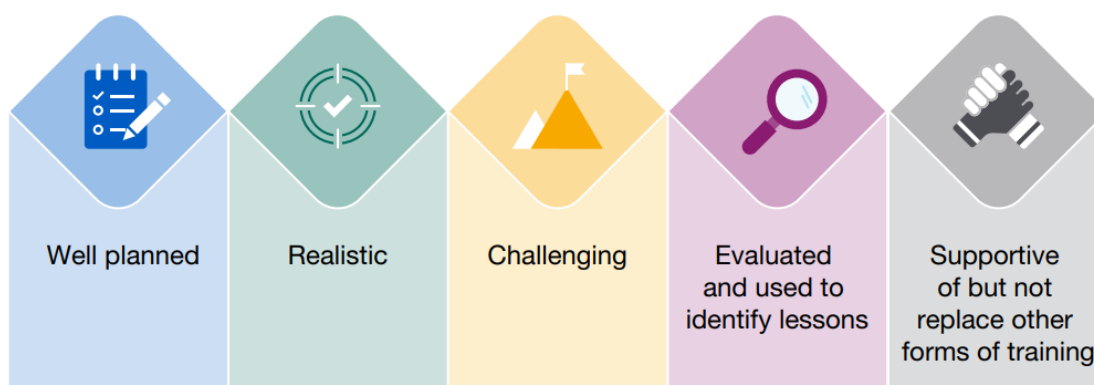 Well planned
Realistic
Challenging
Evaluated
and used to
identify lessons
Supportive
of but not
replace other
forms of training